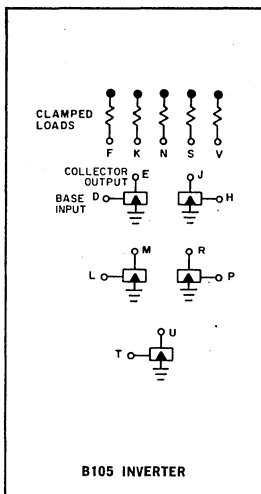 CLAMPED
LOADS
F K N S V
COLLECTOR
OUTPUT
E J
BASE
INPUT
D H
M R
L P
U
T
B105 INVERTER